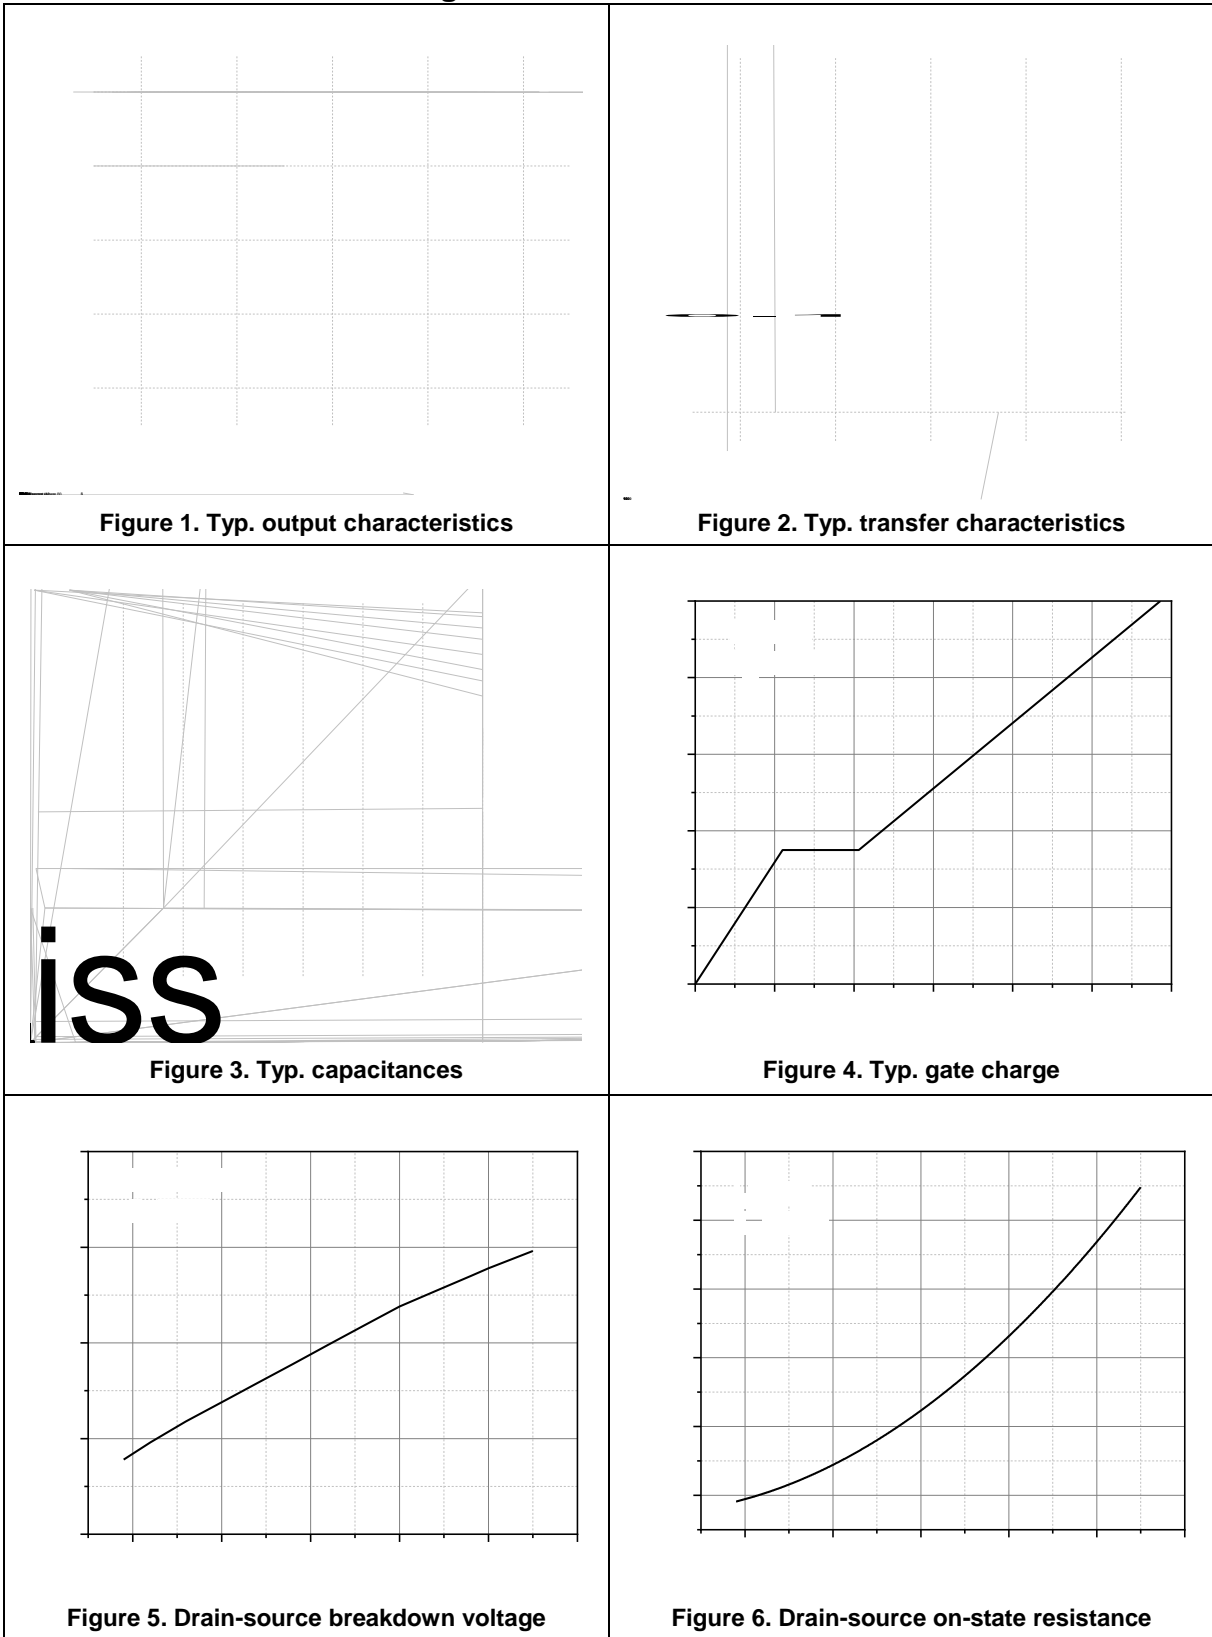 Figure 1. Typ. output characteristics
Figure 2. Typ. transfer characteristics
iss
Figure 3. Typ. capacitances
Figure 4. Typ. gate charge
Figure 5. Drain-source breakdown voltage
Figure 6. Drain-source on-state resistance